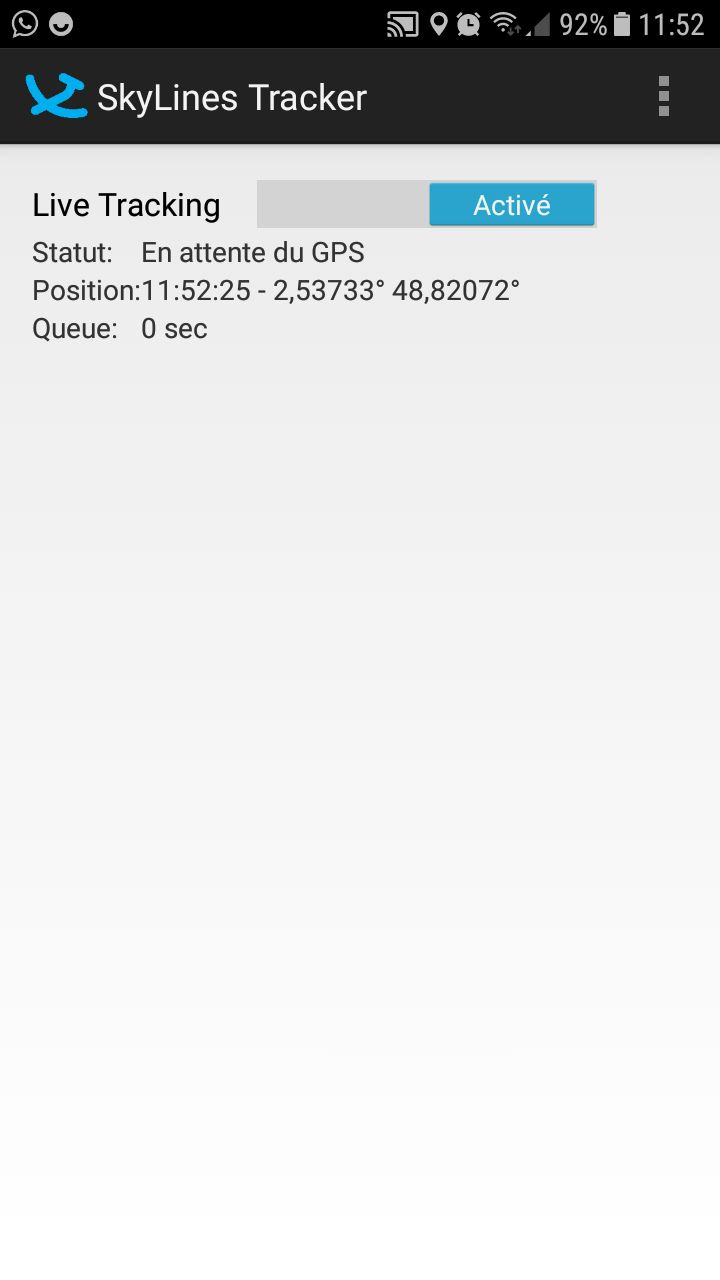 92% 11:52
SkyLines Tracker
Live Tracking Activé
Statut: En attente du GPS
Position:11:52:25 - 2,53733° 48,82072°
Queue: 0 sec